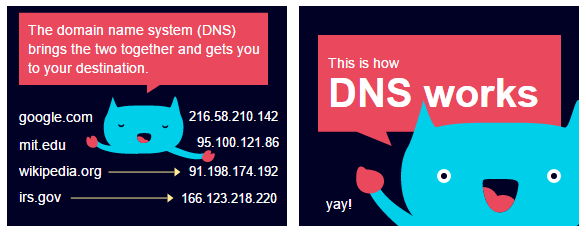 The domain name system (DNS)
brings the two together and gets you
to your destination.
google.com 216.58.210.142
mit.edu 95.100.121.86
wikipedia.org 91.198.174.192
irs.gov 166.123.218.220
This is how
DNS works
yay!